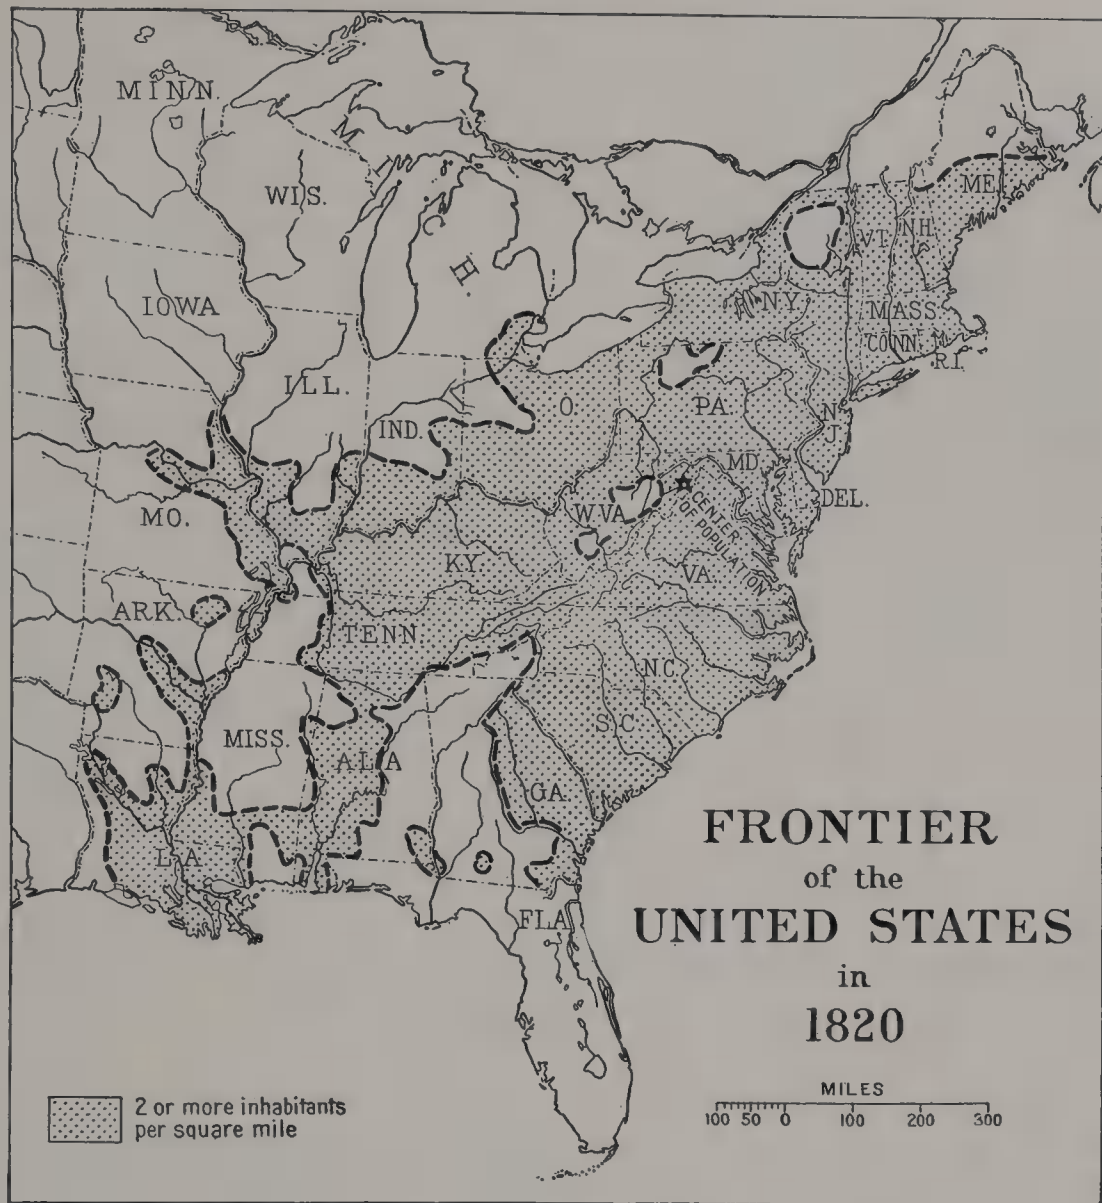 MINN.
WIS.
MICH.
IOWA
ILL.
IND.
O.
MO.
ARK.
KY.
TENN.
MISS.
ALA
LA
GA.
FLA
S.C.
N.C.
VA.
W.VA.
MD.
DEL.
PA.
N.J.
N.Y.
CONN.
R.I.
MASS.
VT.
N.H.
ME.
CENTER
OF POPULATION
FRONTIER
of the
UNITED STATES
in
1820
2 or more inhabitants
per square mile
MILES
100 50 0 100 200 300